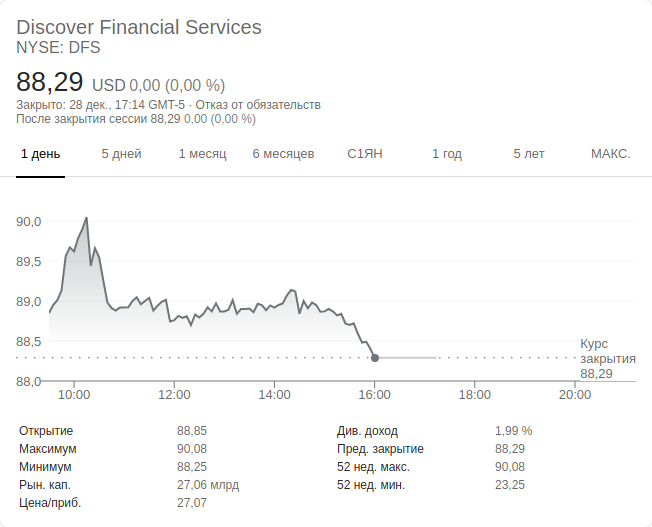 Discover Financial Services
NYSE: DFS
88,29 USD 0,00 (0,00 %)
Закрыто: 28 дек., 17:14 GMT-5 · Отказ от обязательств
После закрытия сессии 88,29 0,00 (0,00 %)
1 день 5 дней 1 месяц 6 месяцев С1ЯН 1 год 5 лет МАКС.
90,0
89,5
89,0
88,5
88,0
Курс
закрытия
88,29
10:00 12:00 14:00 16:00 18:00 20:00
Открытие 88,85 Див. доход 1,99 %
Максимум 90,08 Пред. закрытие 88,29
Минимум 88,25 52 нед. макс. 90,08
Рын. кап. 27,06 млрд 52 нед. мин. 23,25
Цена/приб. 27,07